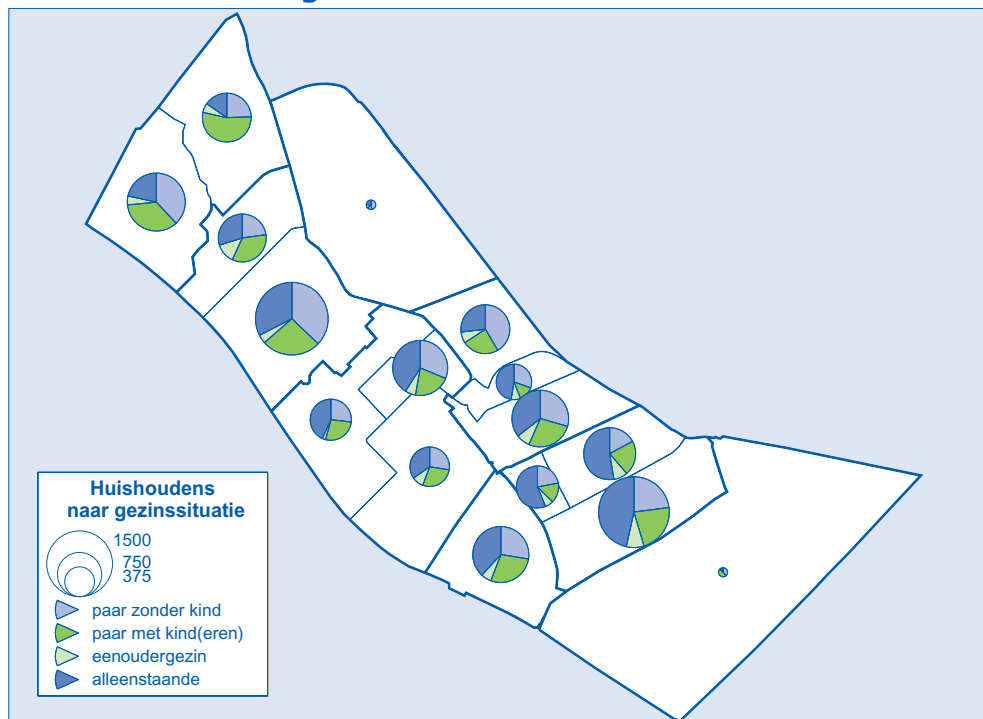 Huishoudens
naar gezinssituatie
1500
750
375
paar zonder kind
paar met kind(eren)
eenoudergezin
alleenstaande